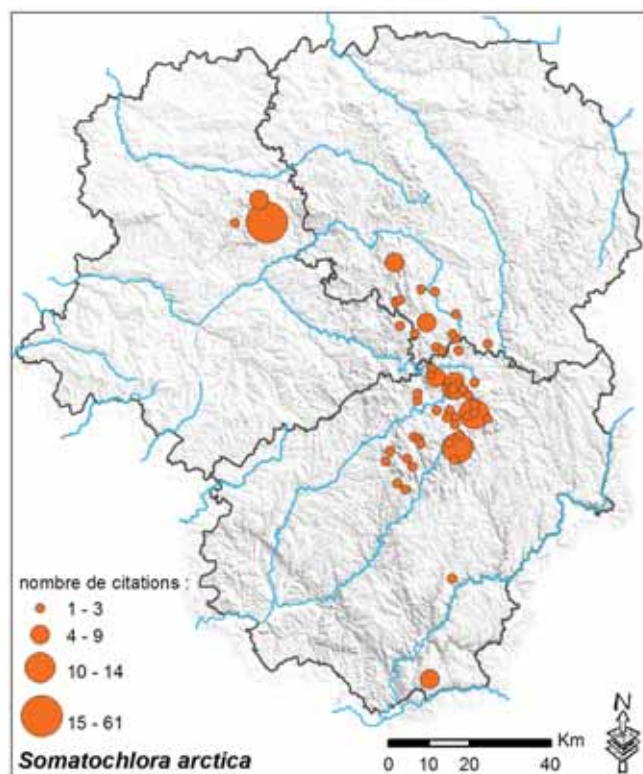 nombre de citations :
1 - 3
4 - 9
10 - 14
15 - 61
Somatochlora arctica
N
Km
0 10 20 40